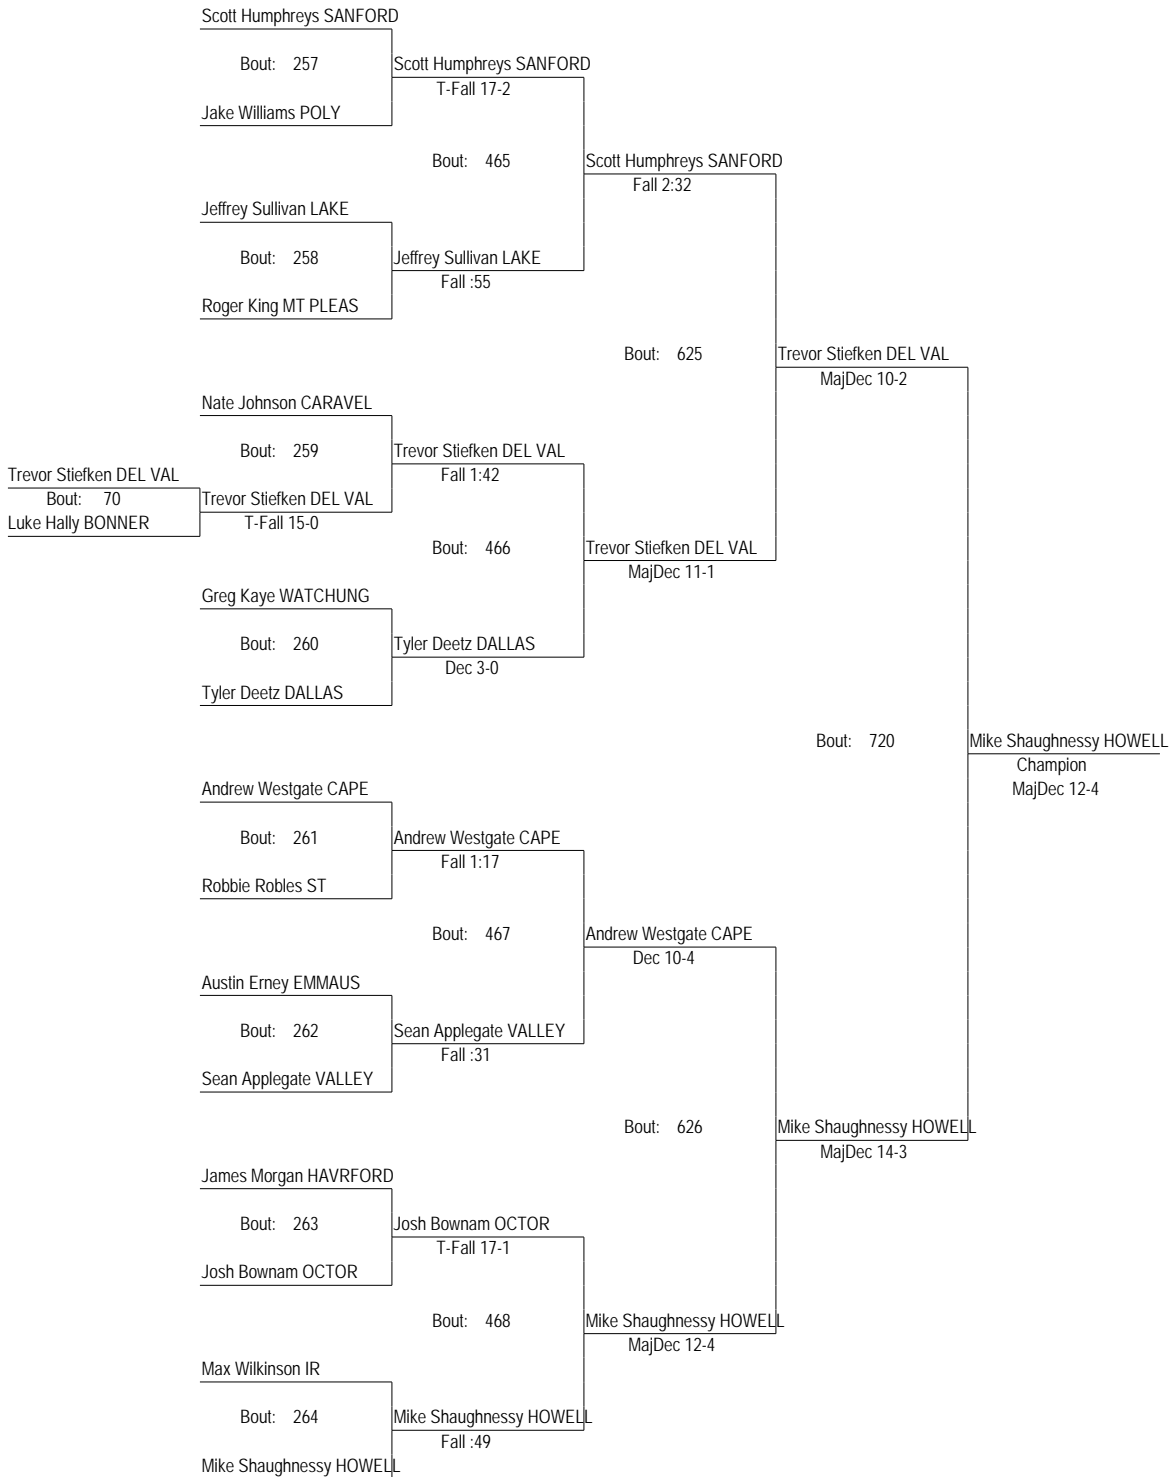 Scott Humphreys SANFORD
Bout: 257
Scott Humphreys SANFORD
T-Fall 17-2
Jake Williams POLY
Bout: 465
Scott Humphreys SANFORD
Fall 2:32
Jeffrey Sullivan LAKE
Bout: 258
Jeffrey Sullivan LAKE
Fall :55
Roger King MT PLEAS
Bout: 625
Trevor Stiefken DEL VAL
MajDec 10-2
Nate Johnson CARAVEL
Bout: 259
Trevor Stiefken DEL VAL
Fall 1:42
Trevor Stiefken DEL VAL
Bout: 70
Trevor Stiefken DEL VAL
Luke Hally BONNER
T-Fall 15-0
Bout: 466
Trevor Stiefken DEL VAL
MajDec 11-1
Greg Kaye WATCHUNG
Bout: 260
Tyler Deetz DALLAS
Dec 3-0
Tyler Deetz DALLAS
Bout: 720
Mike Shaughnessy HOWELL
Champion
MajDec 12-4
Andrew Westgate CAPE
Bout: 261
Andrew Westgate CAPE
Fall 1:17
Robbie Robles ST
Bout: 467
Andrew Westgate CAPE
Dec 10-4
Austin Erney EMMAUS
Bout: 262
Sean Applegate VALLEY
Fall :31
Sean Applegate VALLEY
Bout: 626
Mike Shaughnessy HOWELL
MajDec 14-3
James Morgan HAVRFORD
Bout: 263
Josh Bownam OCTOR
T-Fall 17-1
Josh Bownam OCTOR
Bout: 468
Mike Shaughnessy HOWELL
MajDec 12-4
Max Wilkinson IR
Bout: 264
Mike Shaughnessy HOWELL
Fall :49
Mike Shaughnessy HOWELL